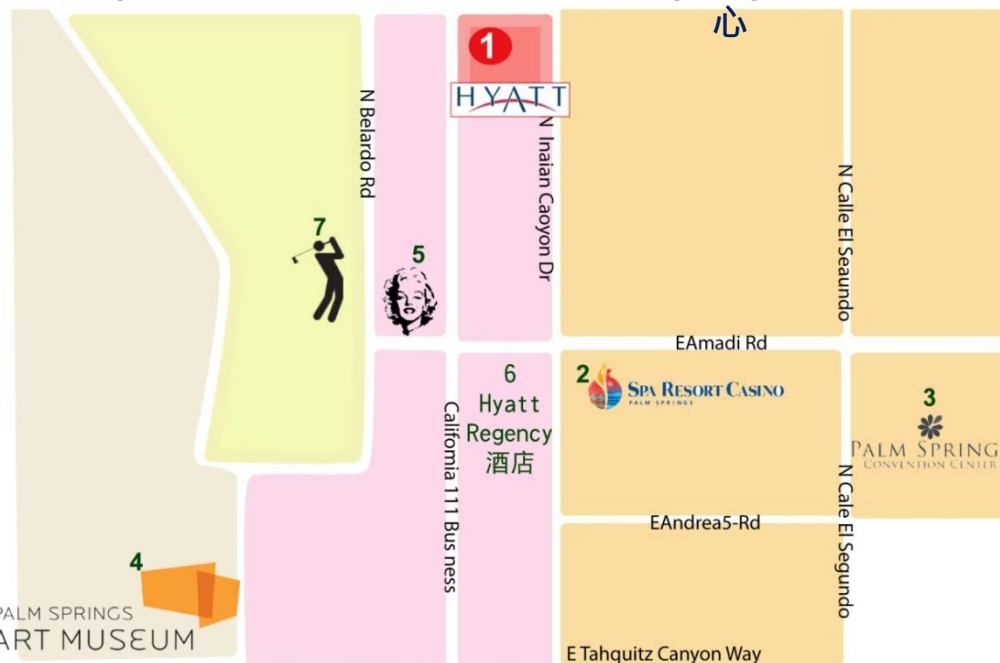 心
1
HYATT
N Belardo Rd
N Inaian Caoyon Dr
N Calle El Seaundo
7
5
EAmadi Rd
6
Hyatt
Regency
酒店
2
SPA RESORT CASINO
PALM SPRINGS
3
PALM SPRING
CONVENTION CENTER
California 111 Bus ness
N Cale El Segundo
EAndrea5-Rd
4
PALM SPRINGS
ART MUSEUM
E Tahquitz Canyon Way